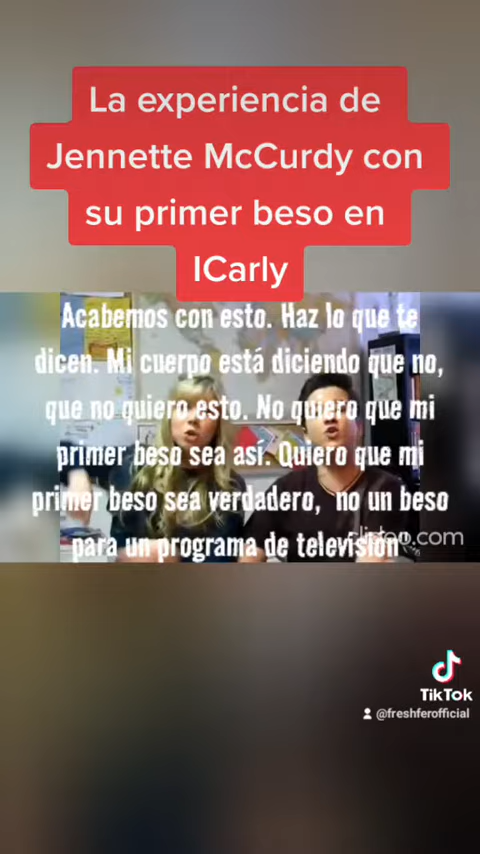 La experiencia de
Jennette McCurdy con
su primer beso en
ICarly
Acabemos con esto. Haz lo que te
dicen. Mi cuerpo está diciendo que no,
que no quiero esto. No quiero que mi
primer beso sea así. Quiero que mi
primer beso sea verdadero, no un beso
para un programa de televisión"
.com
TikTok
@freshferofficial